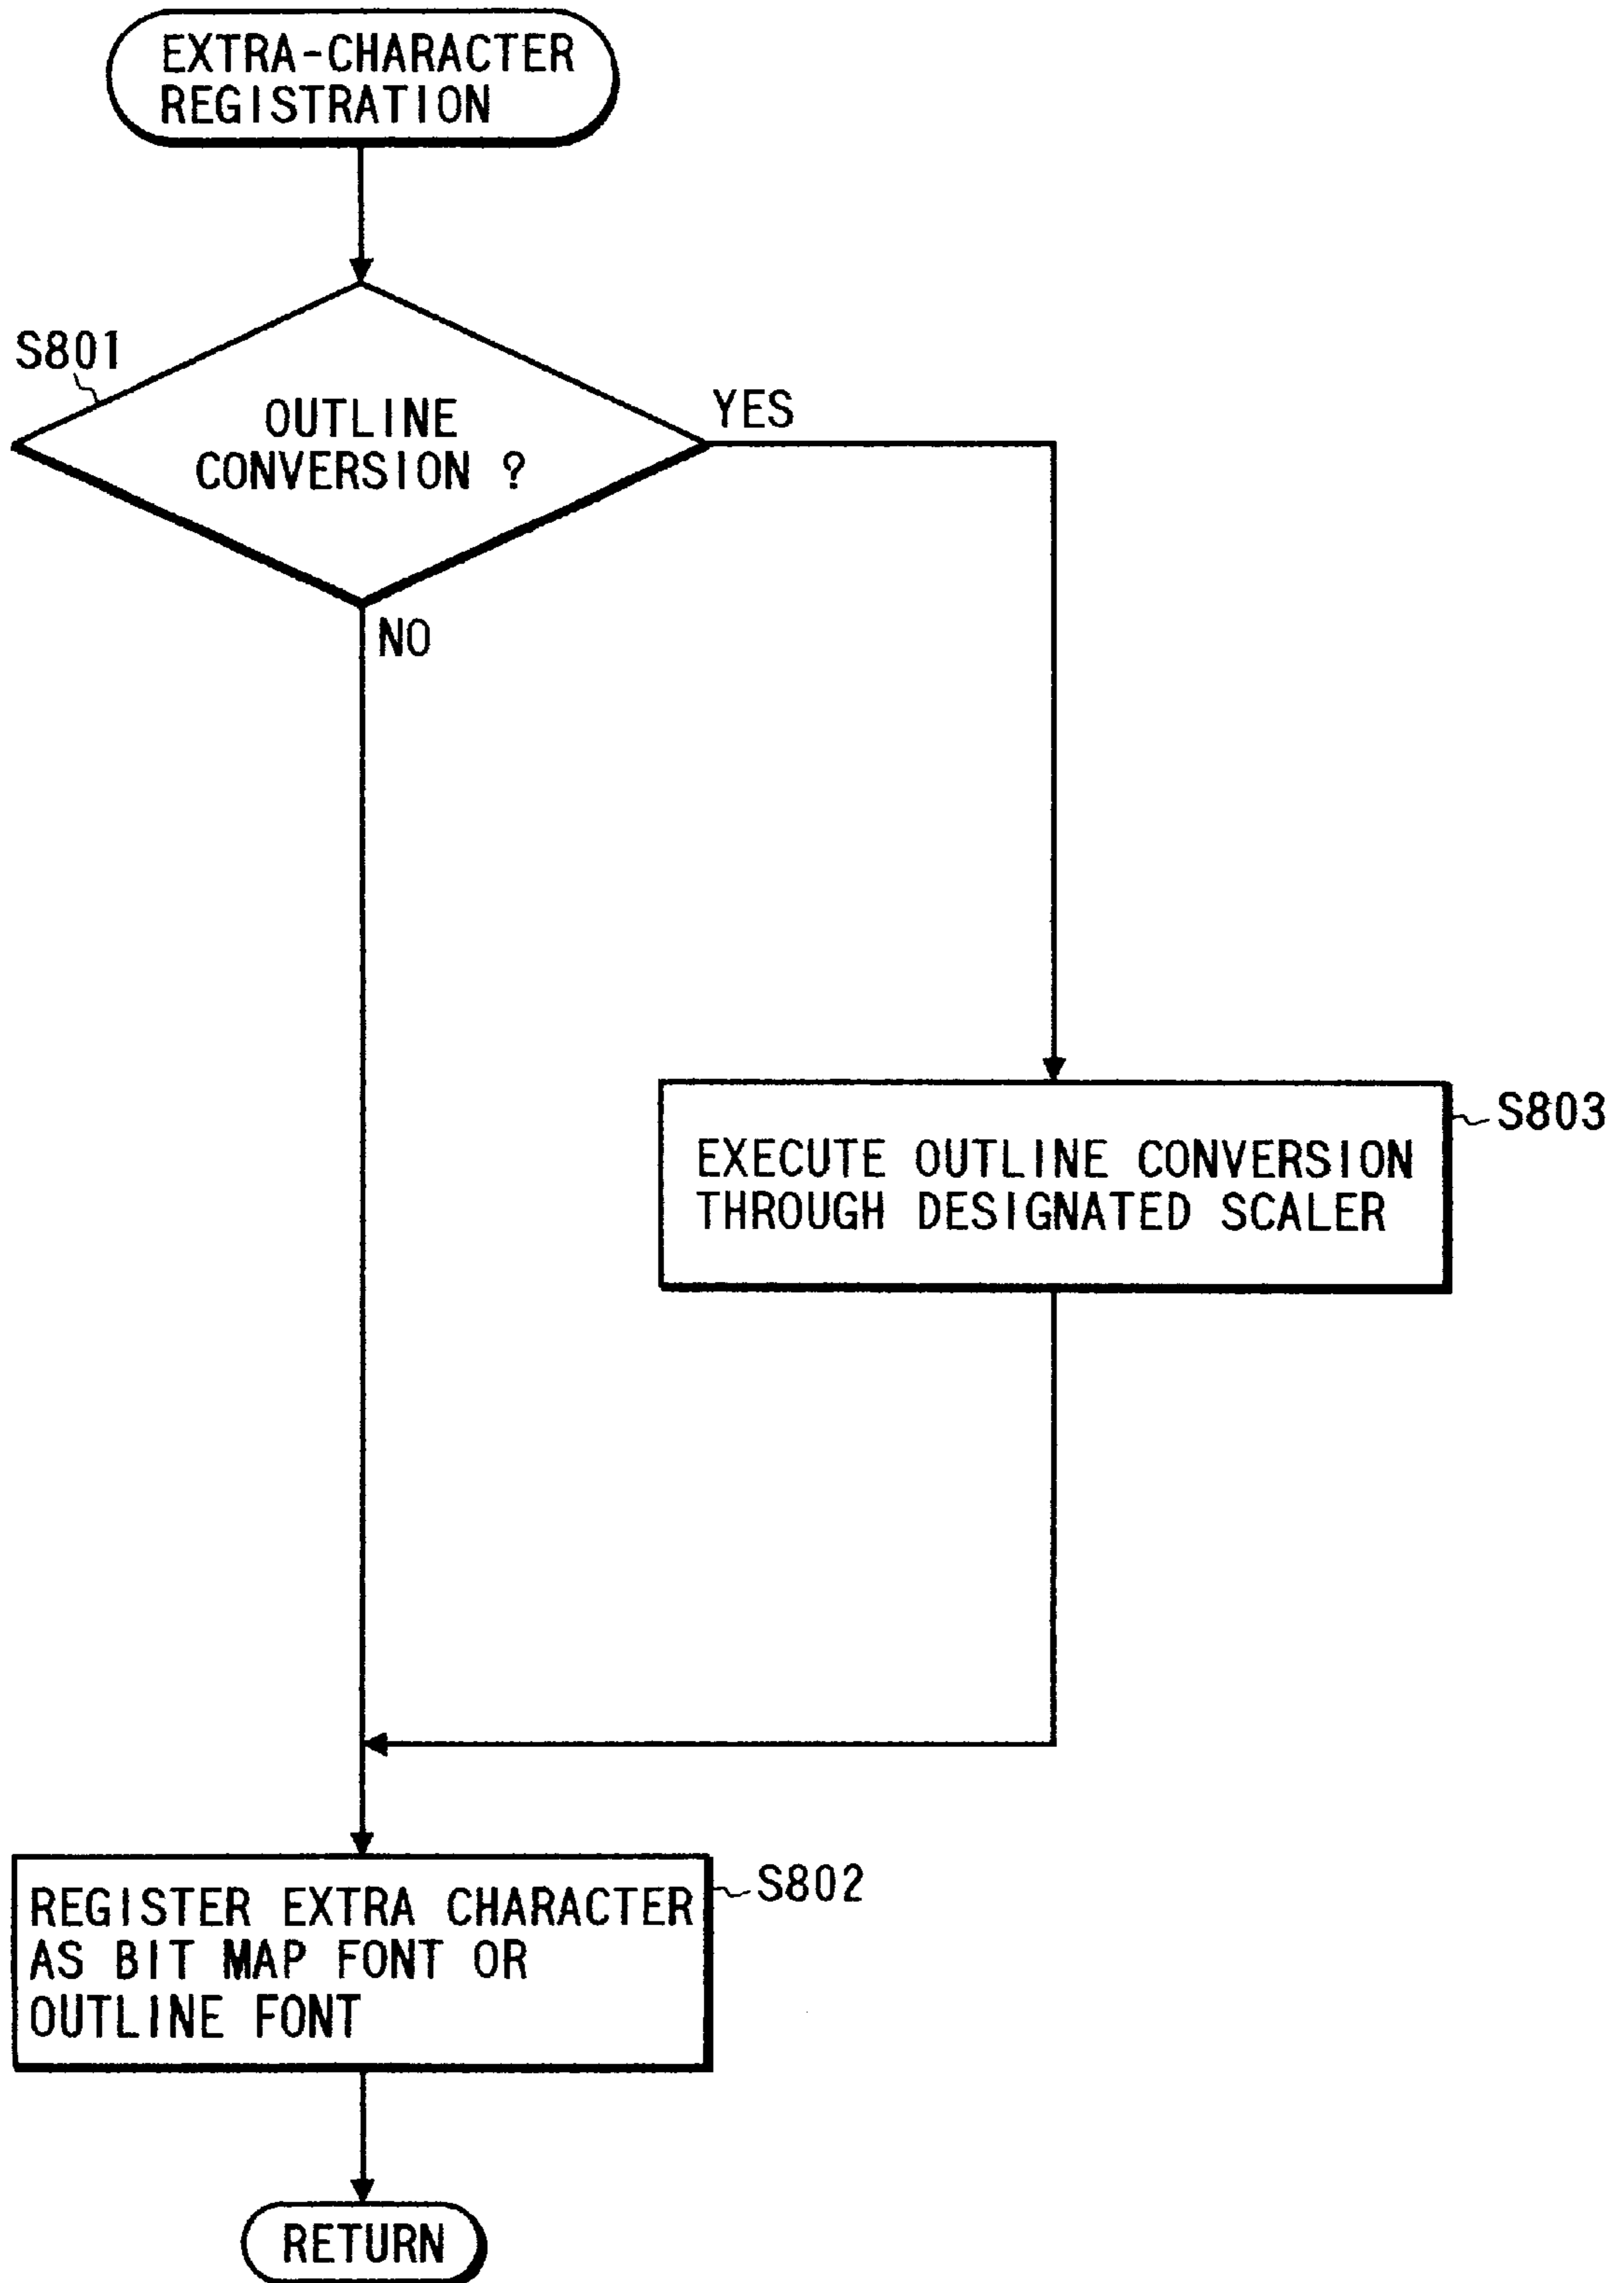 EXTRA-CHARACTER
REGISTRATION
S801
OUTLINE
CONVERSION ?
YES
NO
S803
EXECUTE OUTLINE CONVERSION
THROUGH DESIGNATED SCALER
S802
REGISTER EXTRA CHARACTER
AS BIT MAP FONT OR
OUTLINE FONT
RETURN